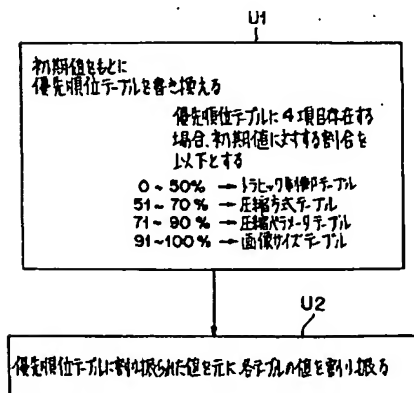 U1
初期値をもとに
優先順位テーブルを書き換える
優先順位テーブルに4項目存在する
場合、初期値に対する割合を
以下とする
0~50% → トラヒック制御テーブル
51~70% → 圧縮方式テーブル
71~90% → 圧縮パラメータテーブル
91~100% → 画像サイズテーブル
U2
優先順位テーブルに割り振られた値を元に各テーブルの値を割り振る